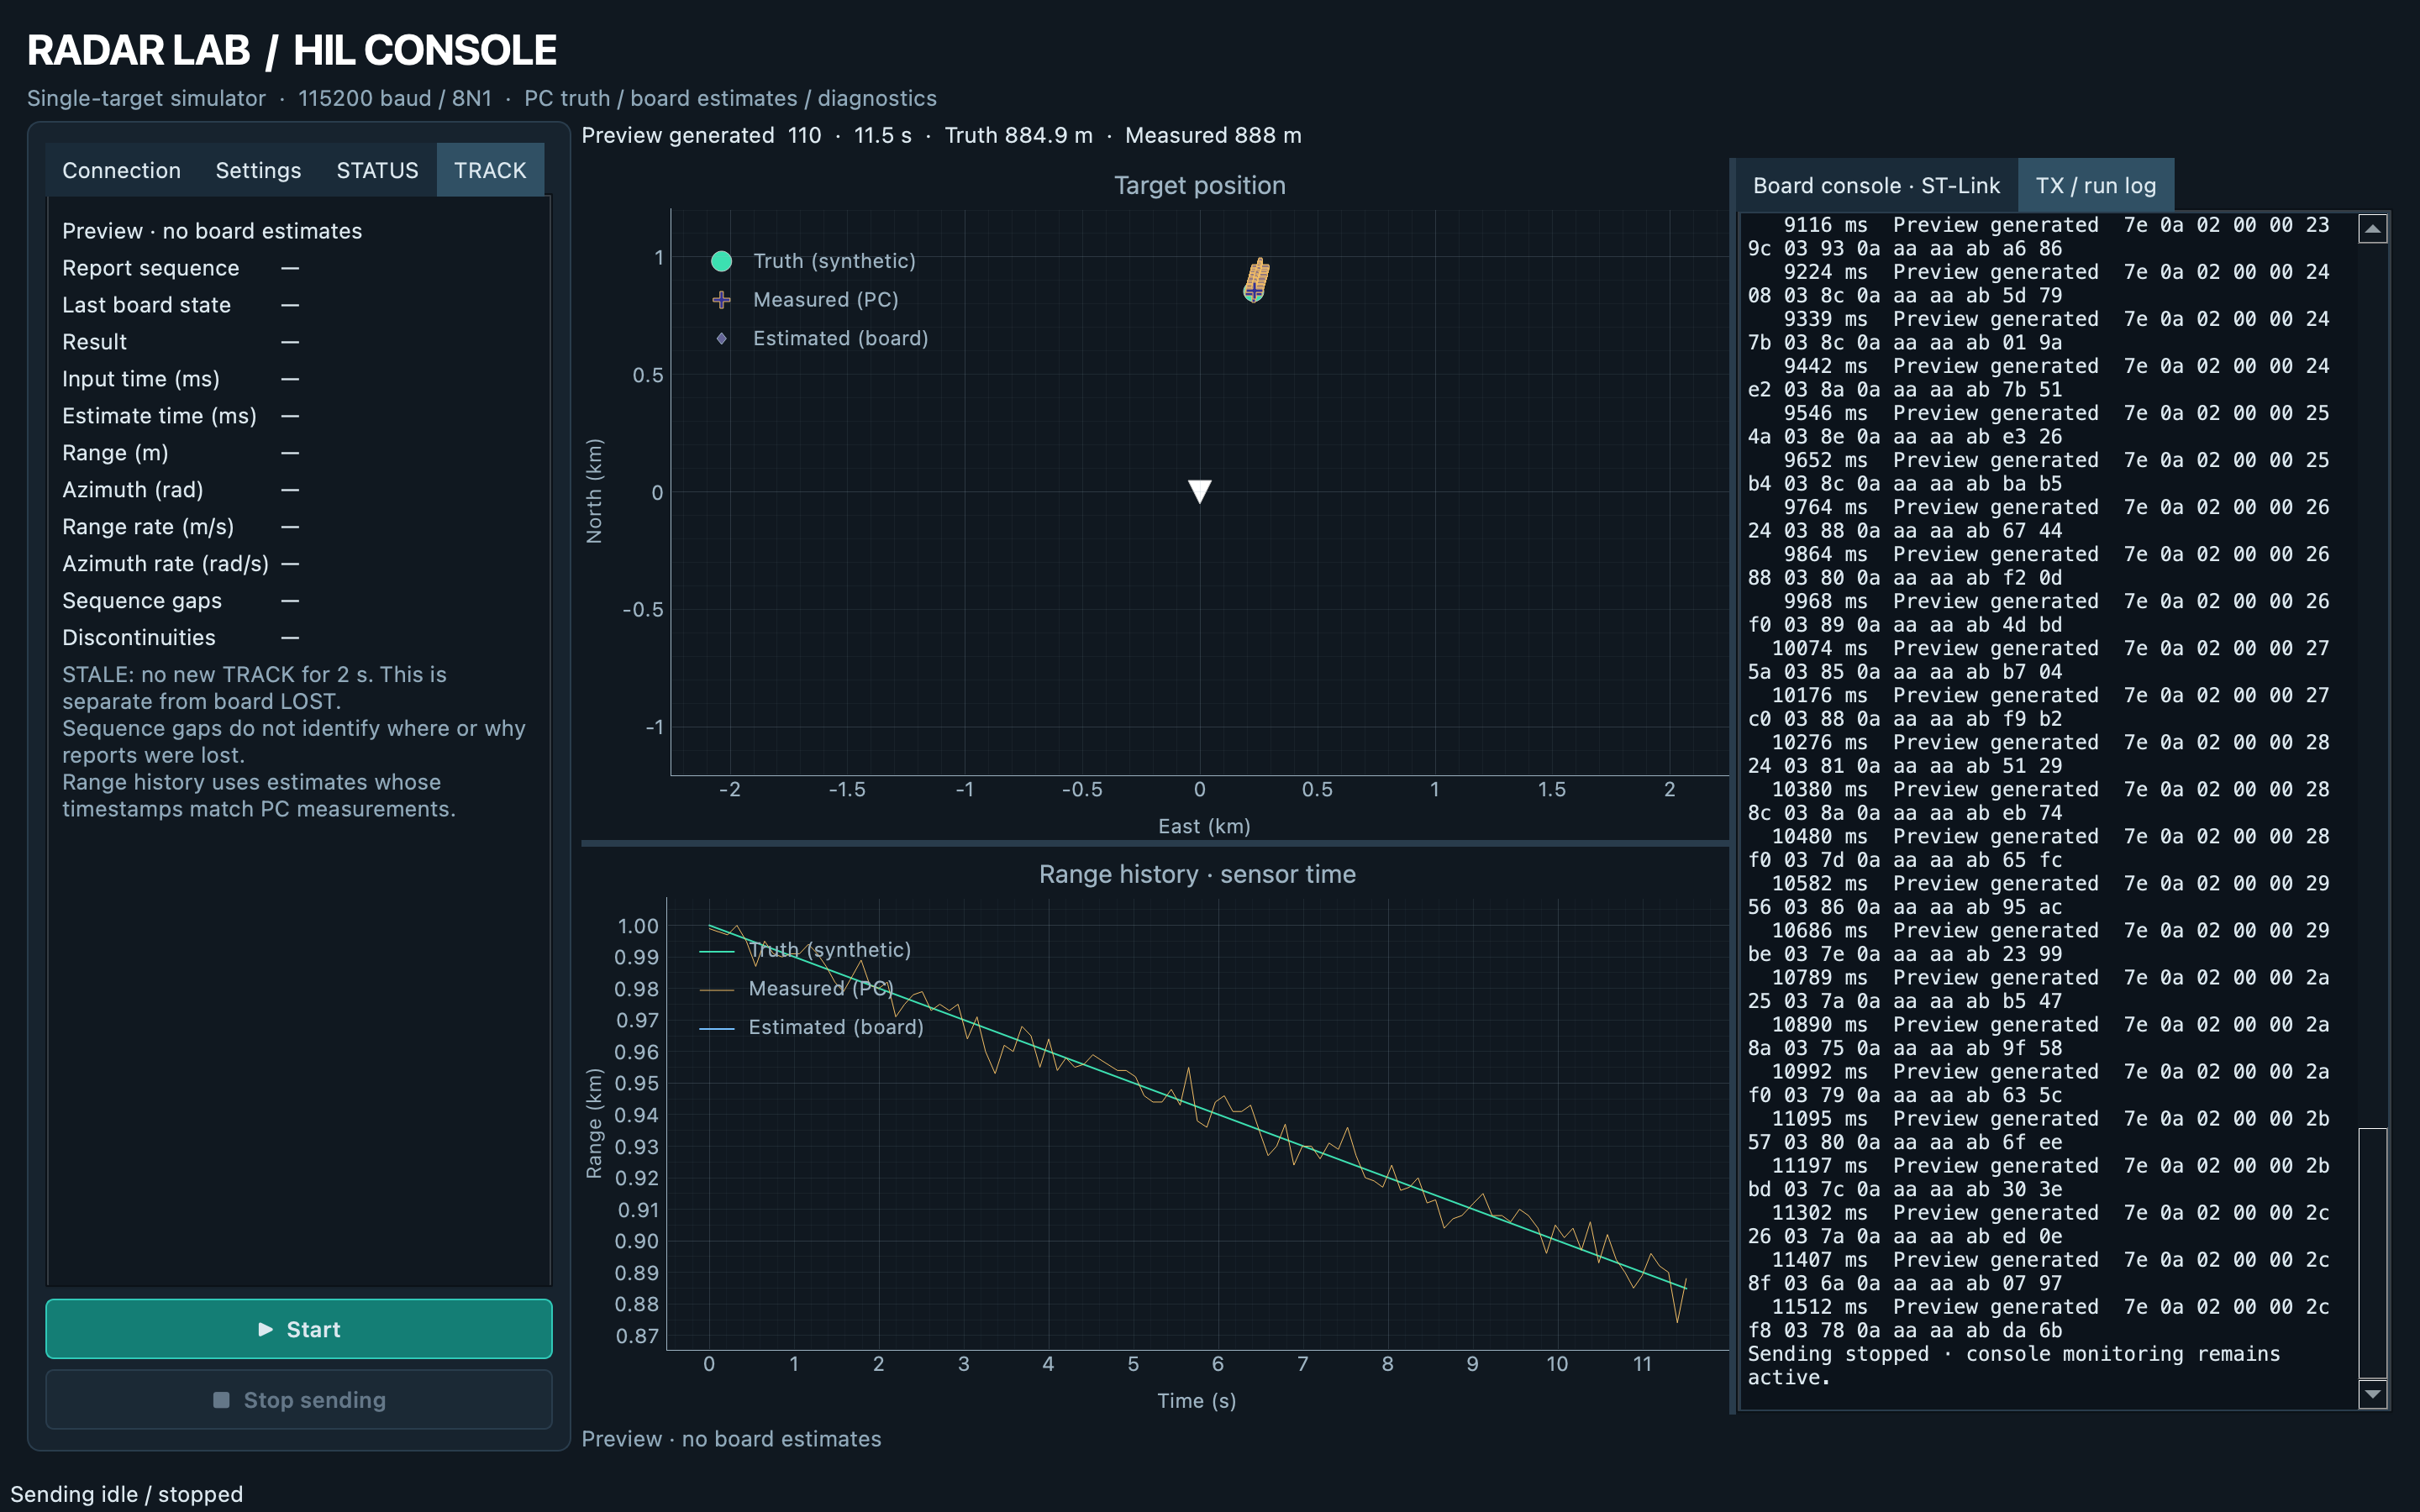 RADAR LAB / HIL CONSOLE
Single-target simulator · 115200 baud / 8N1 · PC truth / board estimates / diagnostics
Connection Settings STATUS TRACK
Preview · no board estimates
Report sequence —
Last board state —
Result —
Input time (ms) —
Estimate time (ms) —
Range (m) —
Azimuth (rad) —
Range rate (m/s) —
Azimuth rate (rad/s) —
Sequence gaps —
Discontinuities —
STALE: no new TRACK for 2 s. This is
separate from board LOST.
Sequence gaps do not identify where or why
reports were lost.
Range history uses estimates whose
timestamps match PC measurements.
Start
Stop sending
Sending idle / stopped
Preview generated 110 · 11.5 s · Truth 884.9 m · Measured 888 m
Target position
Truth (synthetic)
Measured (PC)
Estimated (board)
North (km)
1
0.5
0
-0.5
-1
-2 -1.5 -1 -0.5 0 0.5 1 1.5 2
East (km)
Range history · sensor time
Truth (synthetic)
Measured (PC)
Estimated (board)
Range (km)
1.00
0.99
0.98
0.97
0.96
0.95
0.94
0.93
0.92
0.91
0.90
0.89
0.88
0.87
0 1 2 3 4 5 6 7 8 9 10 11
Time (s)
Preview · no board estimates
Board console · ST-Link TX / run log
9116 ms Preview generated 7e 0a 02 00 00 23
9c 03 93 0a aa aa ab a6 86
9224 ms Preview generated 7e 0a 02 00 00 24
08 03 8c 0a aa aa ab 5d 79
9339 ms Preview generated 7e 0a 02 00 00 24
7b 03 8c 0a aa aa ab 01 9a
9442 ms Preview generated 7e 0a 02 00 00 24
e2 03 8a 0a aa aa ab 7b 51
9546 ms Preview generated 7e 0a 02 00 00 25
4a 03 8e 0a aa aa ab e3 26
9652 ms Preview generated 7e 0a 02 00 00 25
b4 03 8c 0a aa aa ab ba b5
9764 ms Preview generated 7e 0a 02 00 00 26
24 03 88 0a aa aa ab 67 44
9864 ms Preview generated 7e 0a 02 00 00 26
88 03 80 0a aa aa ab f2 0d
9968 ms Preview generated 7e 0a 02 00 00 26
f0 03 89 0a aa aa ab 4d bd
10074 ms Preview generated 7e 0a 02 00 00 27
5a 03 85 0a aa aa ab b7 04
10176 ms Preview generated 7e 0a 02 00 00 27
c0 03 88 0a aa aa ab f9 b2
10276 ms Preview generated 7e 0a 02 00 00 28
24 03 81 0a aa aa ab 51 29
10380 ms Preview generated 7e 0a 02 00 00 28
8c 03 8a 0a aa aa ab eb 74
10480 ms Preview generated 7e 0a 02 00 00 28
f0 03 7d 0a aa aa ab 65 fc
10582 ms Preview generated 7e 0a 02 00 00 29
56 03 86 0a aa aa ab 95 ac
10686 ms Preview generated 7e 0a 02 00 00 29
be 03 7e 0a aa aa ab 23 99
10789 ms Preview generated 7e 0a 02 00 00 2a
25 03 7a 0a aa aa ab b5 47
10890 ms Preview generated 7e 0a 02 00 00 2a
8a 03 75 0a aa aa ab 9f 58
10992 ms Preview generated 7e 0a 02 00 00 2a
f0 03 79 0a aa aa ab 63 5c
11095 ms Preview generated 7e 0a 02 00 00 2b
57 03 80 0a aa aa ab 6f ee
11197 ms Preview generated 7e 0a 02 00 00 2b
bd 03 7c 0a aa aa ab 30 3e
11302 ms Preview generated 7e 0a 02 00 00 2c
26 03 7a 0a aa aa ab ed 0e
11407 ms Preview generated 7e 0a 02 00 00 2c
8f 03 6a 0a aa aa ab 07 97
11512 ms Preview generated 7e 0a 02 00 00 2c
f8 03 78 0a aa aa ab da 6b
Sending stopped · console monitoring remains
active.